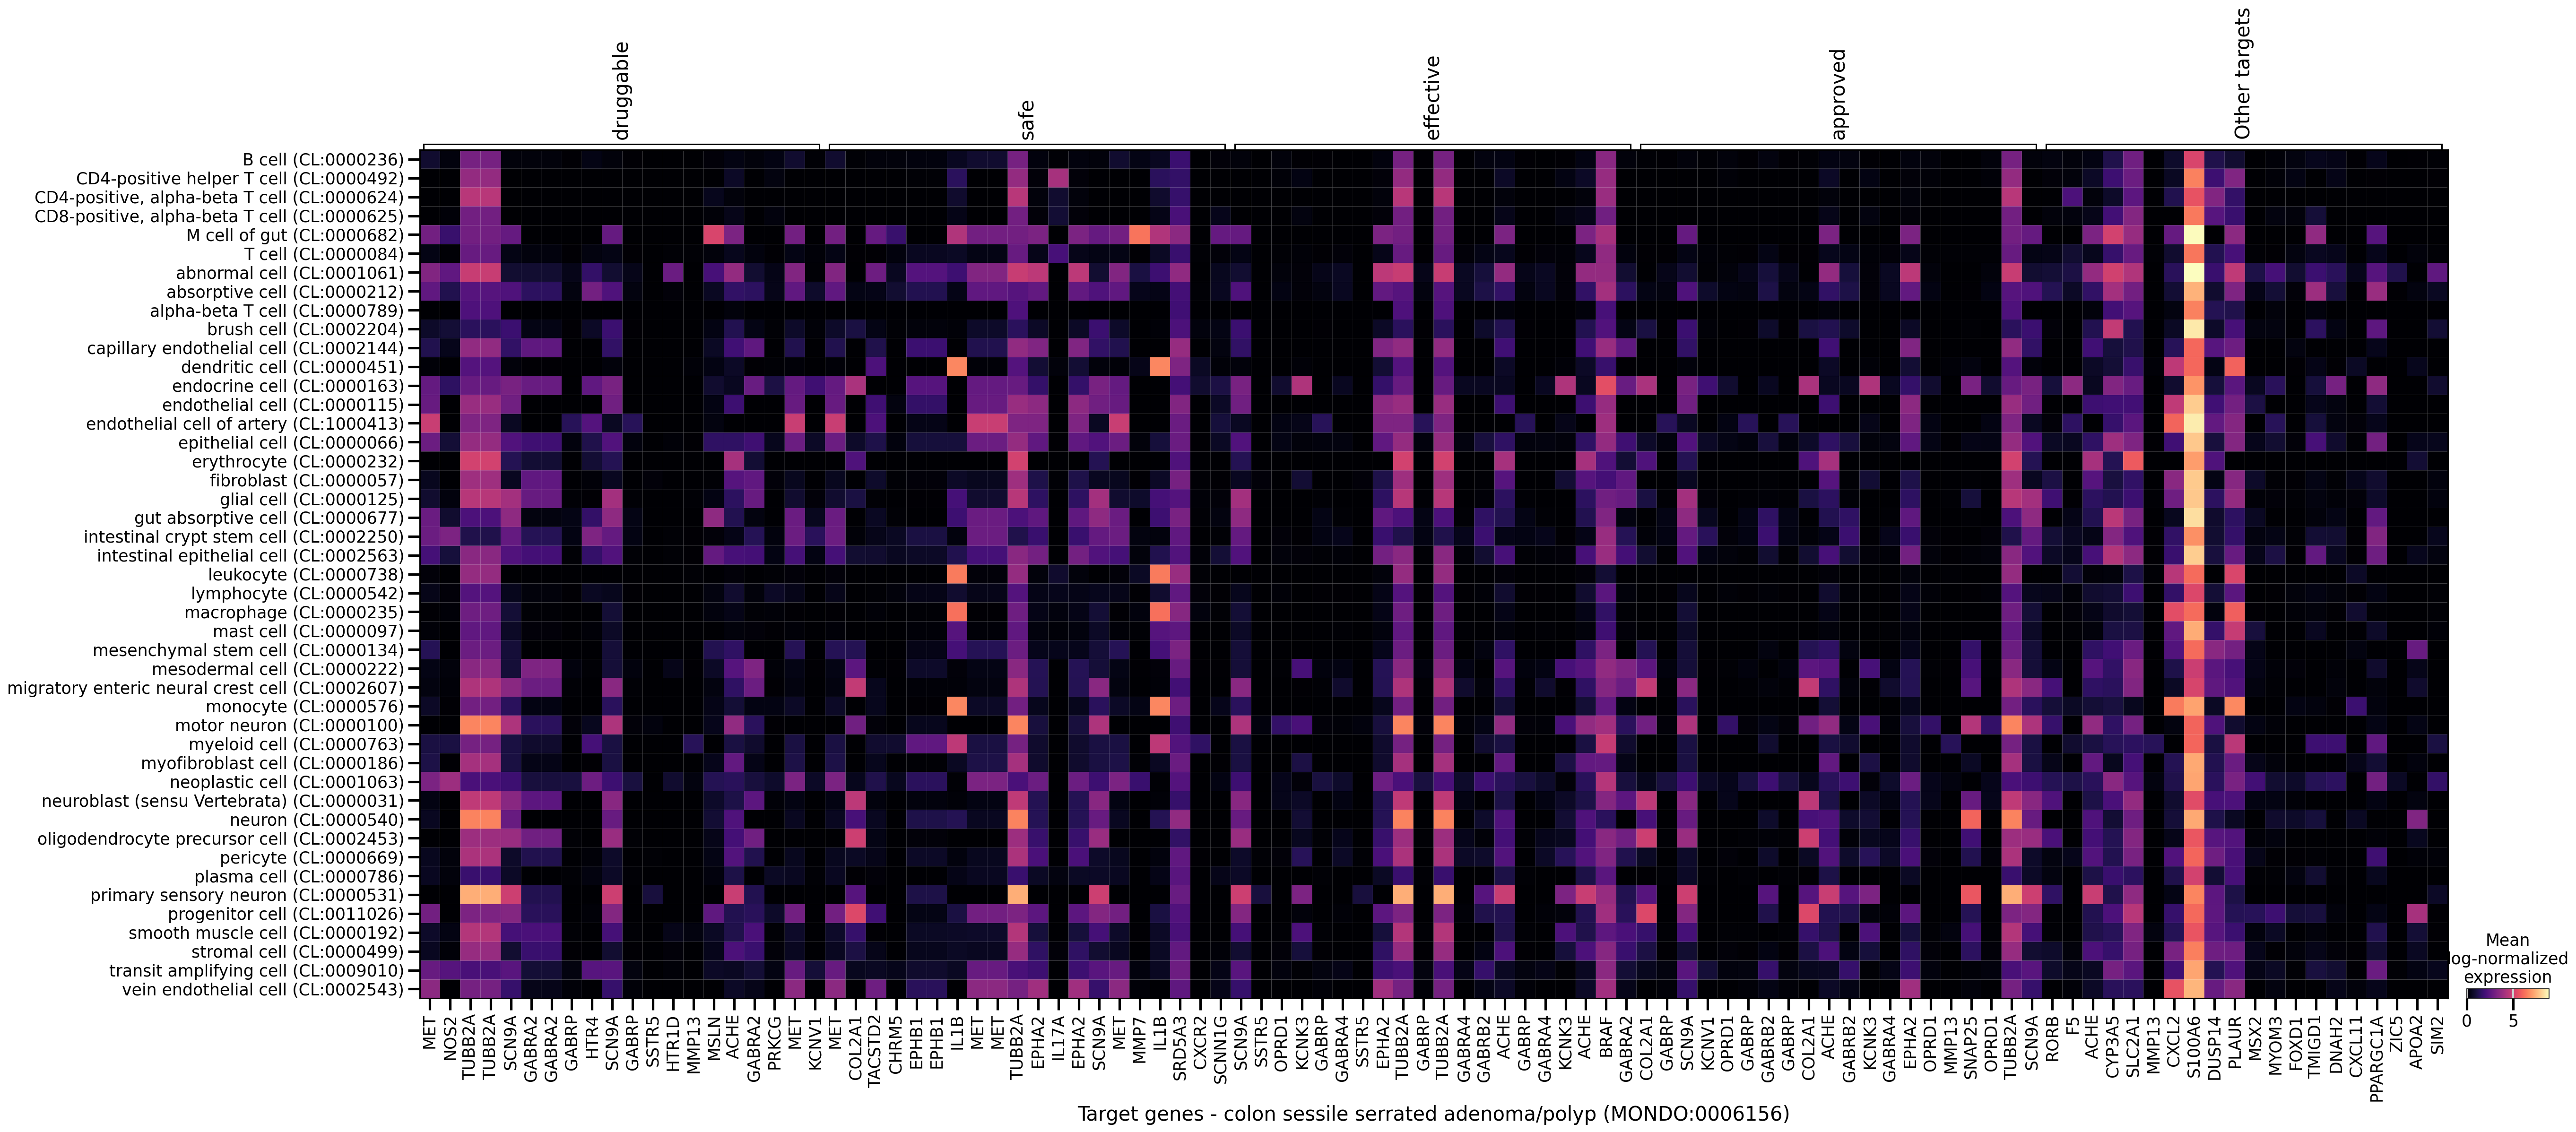 druggable
safe
effective
approved
Other targets
B cell (CL:0000236)
CD4-positive helper T cell (CL:0000492)
CD4-positive, alpha-beta T cell (CL:0000624)
CD8-positive, alpha-beta T cell (CL:0000625)
M cell of gut (CL:0000682)
T cell (CL:0000084)
abnormal cell (CL:0001061)
absorptive cell (CL:0000212)
alpha-beta T cell (CL:0000789)
brush cell (CL:0002204)
capillary endothelial cell (CL:0002144)
dendritic cell (CL:0000451)
endocrine cell (CL:0000163)
endothelial cell (CL:0000115)
endothelial cell of artery (CL:1000413)
epithelial cell (CL:0000066)
erythrocyte (CL:0000232)
fibroblast (CL:0000057)
glial cell (CL:0000125)
gut absorptive cell (CL:0000677)
intestinal crypt stem cell (CL:0002250)
intestinal epithelial cell (CL:0002563)
leukocyte (CL:0000738)
lymphocyte (CL:0000542)
macrophage (CL:0000235)
mast cell (CL:0000097)
mesenchymal stem cell (CL:0000134)
mesodermal cell (CL:0000222)
migratory enteric neural crest cell (CL:0002607)
monocyte (CL:0000576)
motor neuron (CL:0000100)
myeloid cell (CL:0000763)
myofibroblast cell (CL:0000186)
neoplastic cell (CL:0001063)
neuroblast (sensu Vertebrata) (CL:0000031)
neuron (CL:0000540)
oligodendrocyte precursor cell (CL:0002453)
pericyte (CL:0000669)
plasma cell (CL:0000786)
primary sensory neuron (CL:0000531)
progenitor cell (CL:0011026)
smooth muscle cell (CL:0000192)
stromal cell (CL:0000499)
transit amplifying cell (CL:0009010)
vein endothelial cell (CL:0002543)
MET
NOS2
TUBB2A
TUBB2A
SCN9A
GABRA2
GABRA2
GABRP
HTR4
SCN9A
GABRP
SSTR5
HTR1D
MMP13
MSLN
ACHE
GABRA2
PRKCG
MET
KCNV1
MET
COL2A1
TACSTD2
CHRM5
EPHB1
EPHB1
IL1B
MET
MET
TUBB2A
EPHA2
IL17A
EPHA2
SCN9A
MET
MMP7
IL1B
SRD5A3
CXCR2
SCNN1G
SCN9A
SSTR5
OPRD1
KCNK3
GABRP
GABRA4
SSTR5
EPHA2
TUBB2A
GABRP
TUBB2A
GABRA4
GABRB2
ACHE
GABRP
GABRA4
KCNK3
ACHE
BRAF
GABRA2
COL2A1
GABRP
SCN9A
KCNV1
OPRD1
GABRP
GABRB2
GABRP
COL2A1
ACHE
GABRB2
KCNK3
GABRA4
EPHA2
OPRD1
MMP13
SNAP25
OPRD1
TUBB2A
SCN9A
RORB
F5
ACHE
CYP3A5
SLC2A1
MMP13
CXCL2
S100A6
DUSP14
PLAUR
MSX2
MYOM3
FOXD1
TMIGD1
DNAH2
CXCL11
PPARGC1A
ZIC5
APOA2
SIM2
Target genes - colon sessile serrated adenoma/polyp (MONDO:0006156)
Mean
log-normalized
expression
0 5